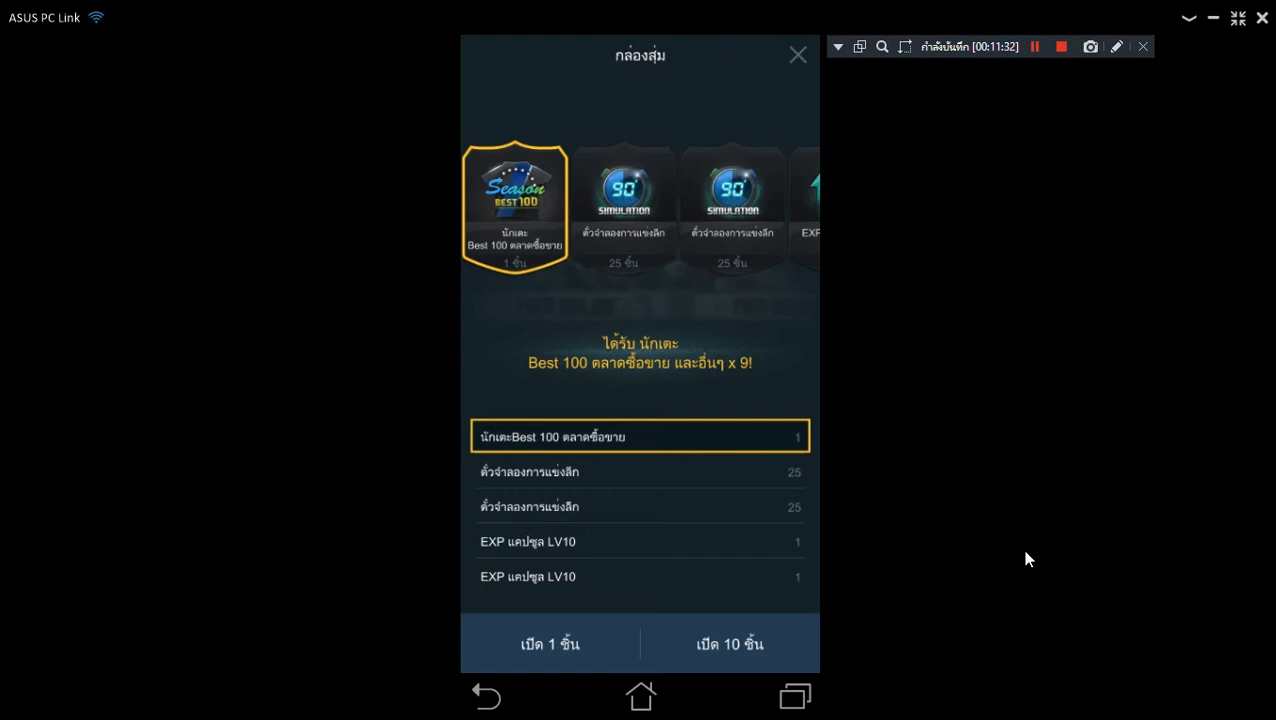 ASUS PC Link
กำลังบันทึก [00:11:32]
กล่องสุ่ม
Season
BEST 100
90
SIMULATION
90
SIMULATION
นักเตะ
Best 100 ตลาดซื้อขาย
ตั๋วจำลองการแข่งลีก
ตั๋วจำลองการแข่งลีก
EXP
1 ชิ้น
25 ชิ้น
25 ชิ้น
ได้รับ นักเตะ
Best 100 ตลาดซื้อขาย และอื่นๆ x 9!
นักเตะBest 100 ตลาดซื้อขาย 1
ตั๋วจำลองการแข่งลีก 25
ตั๋วจำลองการแข่งลีก 25
EXP แคปซูล LV10 1
EXP แคปซูล LV10 1
เปิด 1 ชิ้น
เปิด 10 ชิ้น